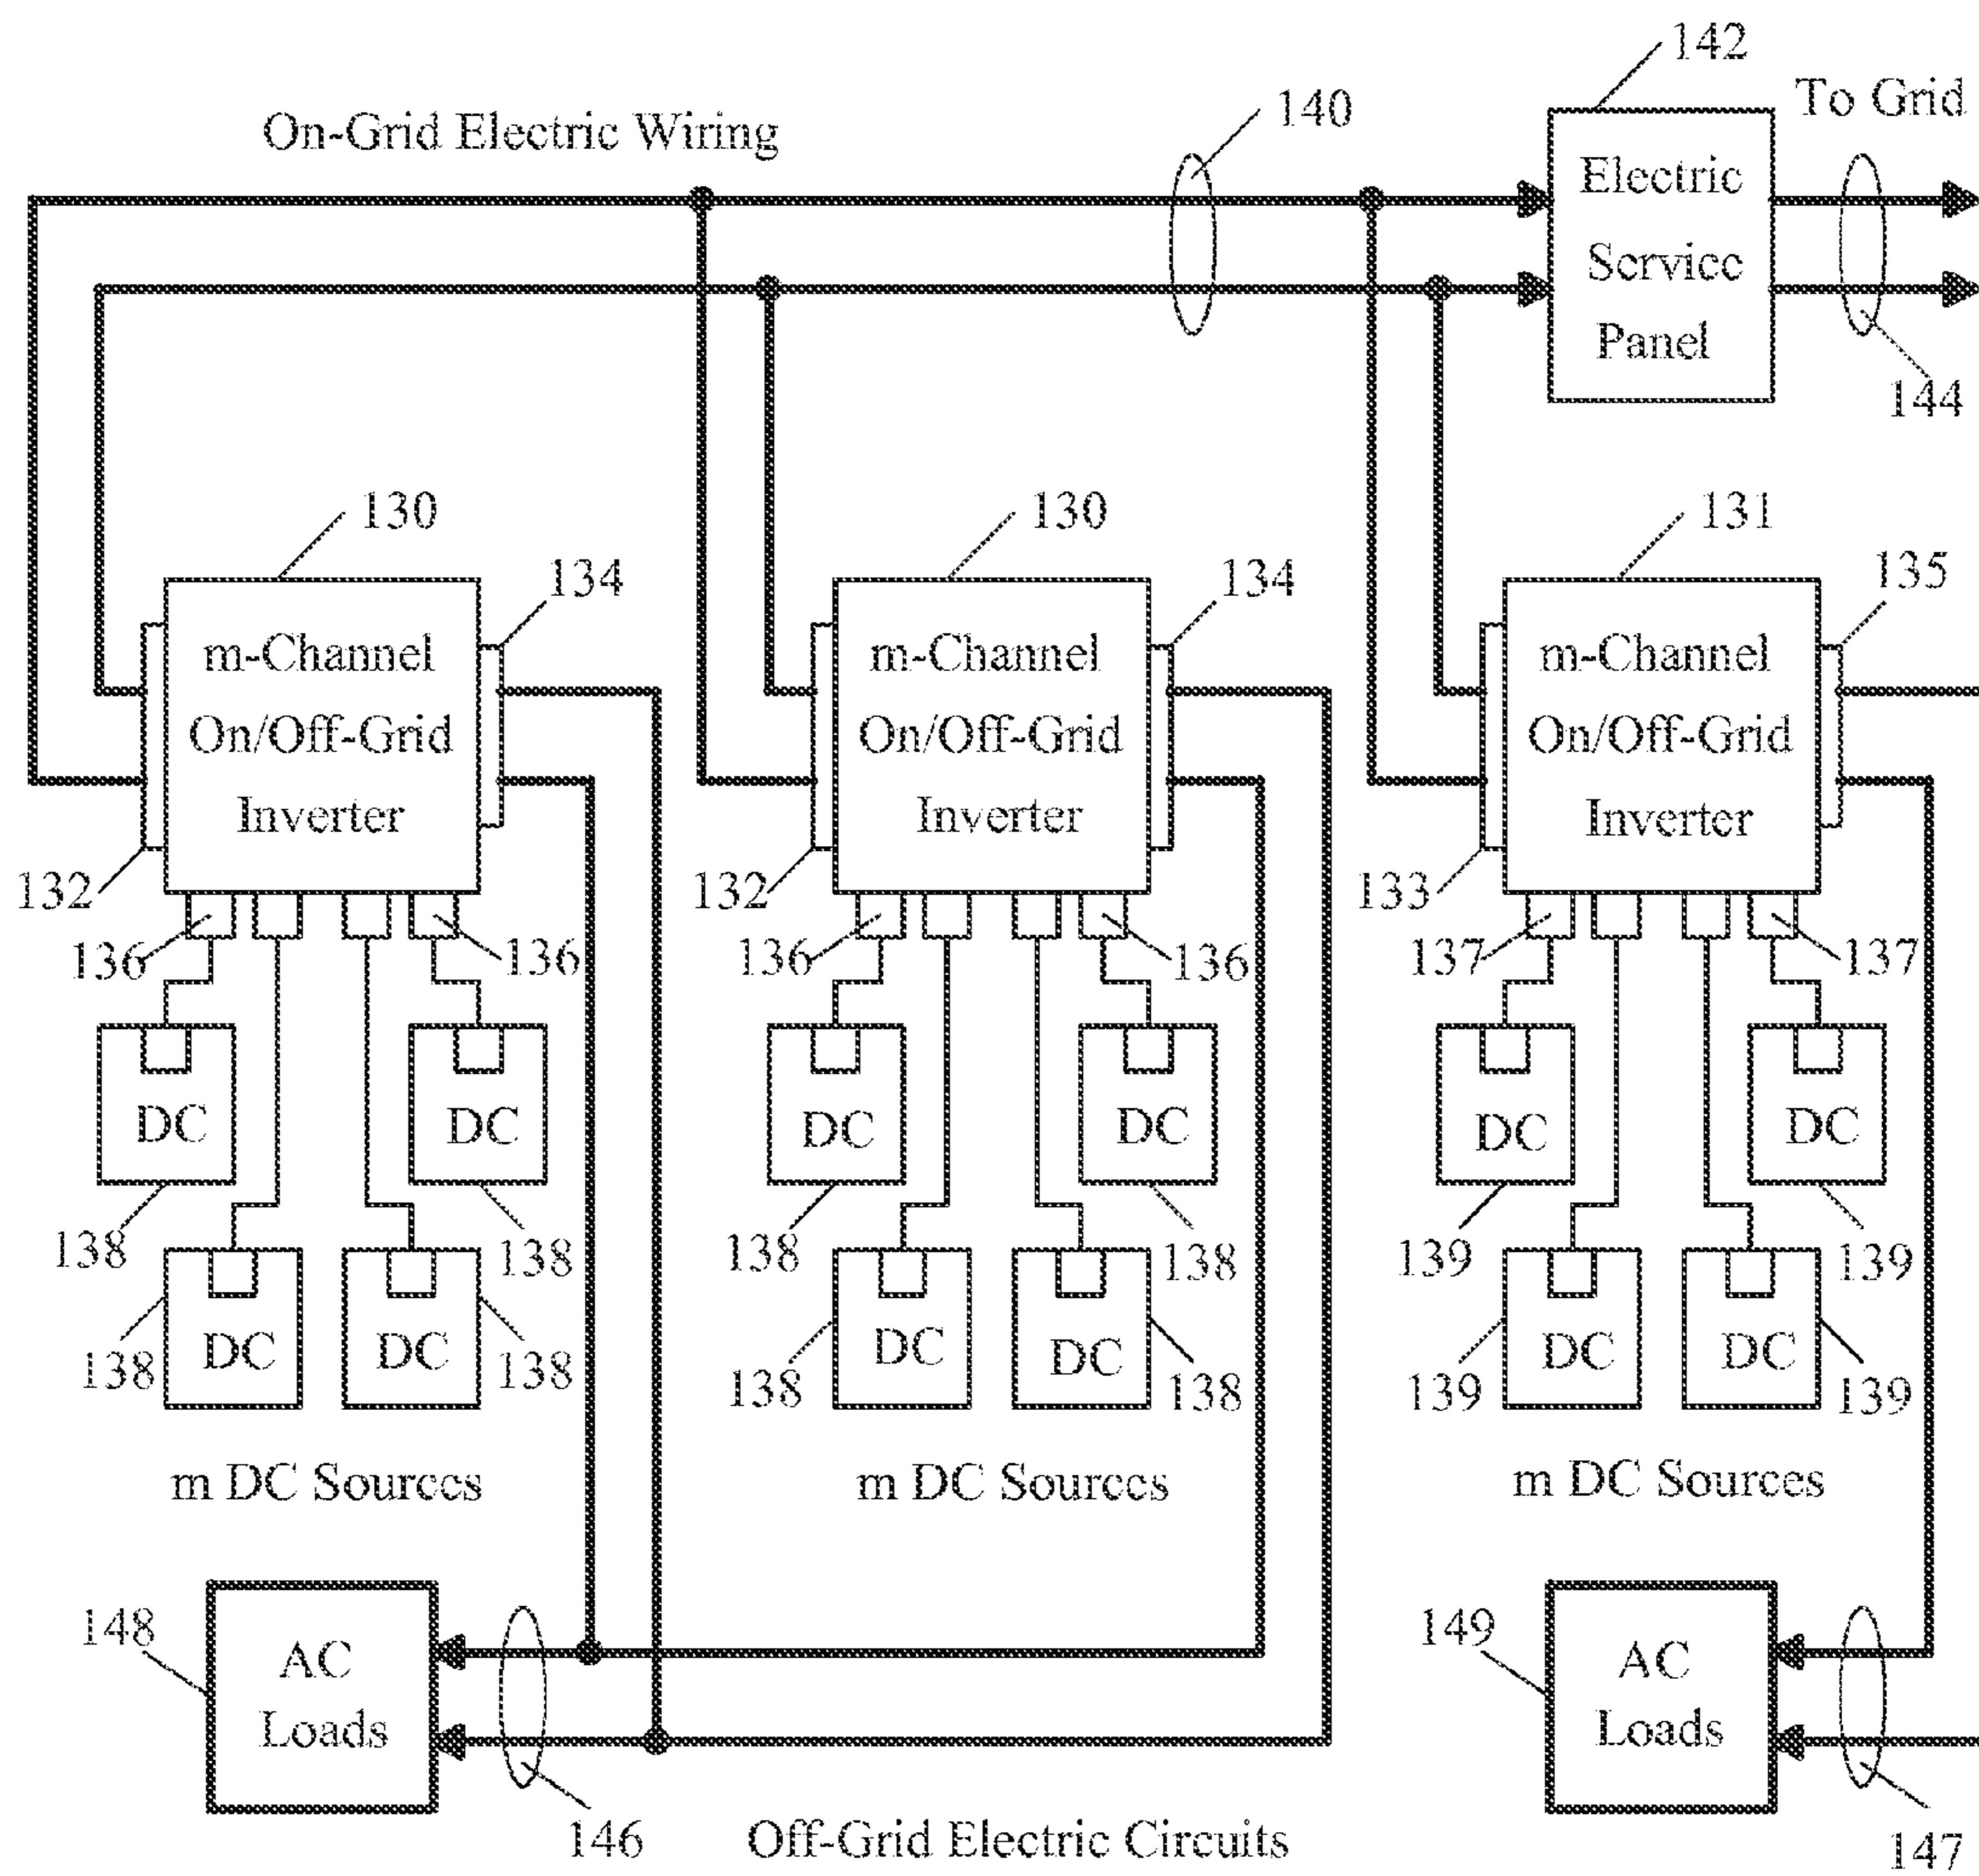 142
To Grid
140
On-Grid Electric Wiring
Electric
Service
Panel
144
130
130
131
134
134
135
m-Channel
On/Off-Grid
Inverter
m-Channel
On/Off-Grid
Inverter
m-Channel
On/Off-Grid
Inverter
132
132
133
136
136
136
136
137
137
DC
DC
DC
DC
DC
DC
138
138
138
138
139
139
DC
DC
DC
DC
DC
DC
138
138
138
138
139
139
m DC Sources
m DC Sources
m DC Sources
148
AC
Loads
149
AC
Loads
146
Off-Grid Electric Circuits
147